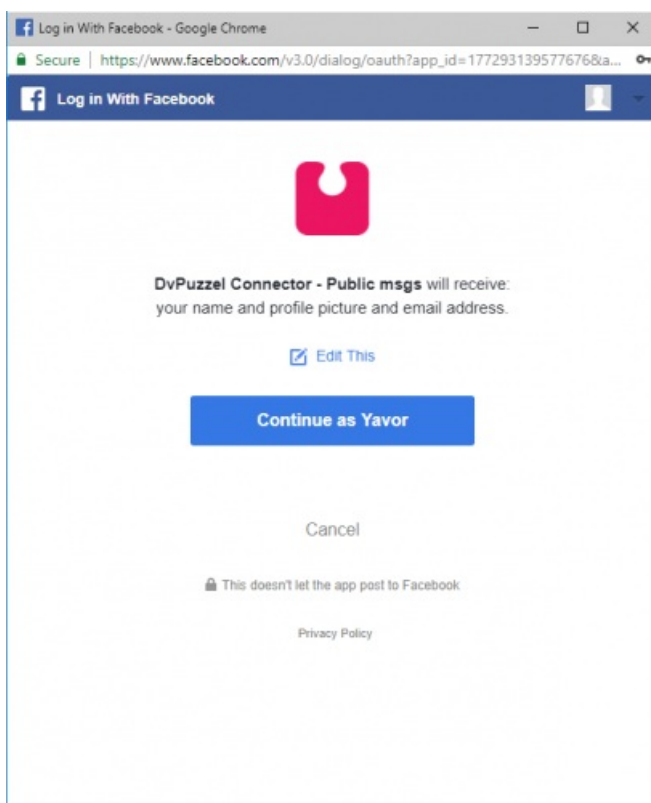 Log in With Facebook - Google Chrome
Secure | https://www.facebook.com/v3.0/dialog/oauth?app_id=177293139577676&a...
Log in With Facebook
DvPuzzel Connector - Public msgs will receive:
your name and profile picture and email address.
Edit This
Continue as Yavor
Cancel
This doesn't let the app post to Facebook
Privacy Policy